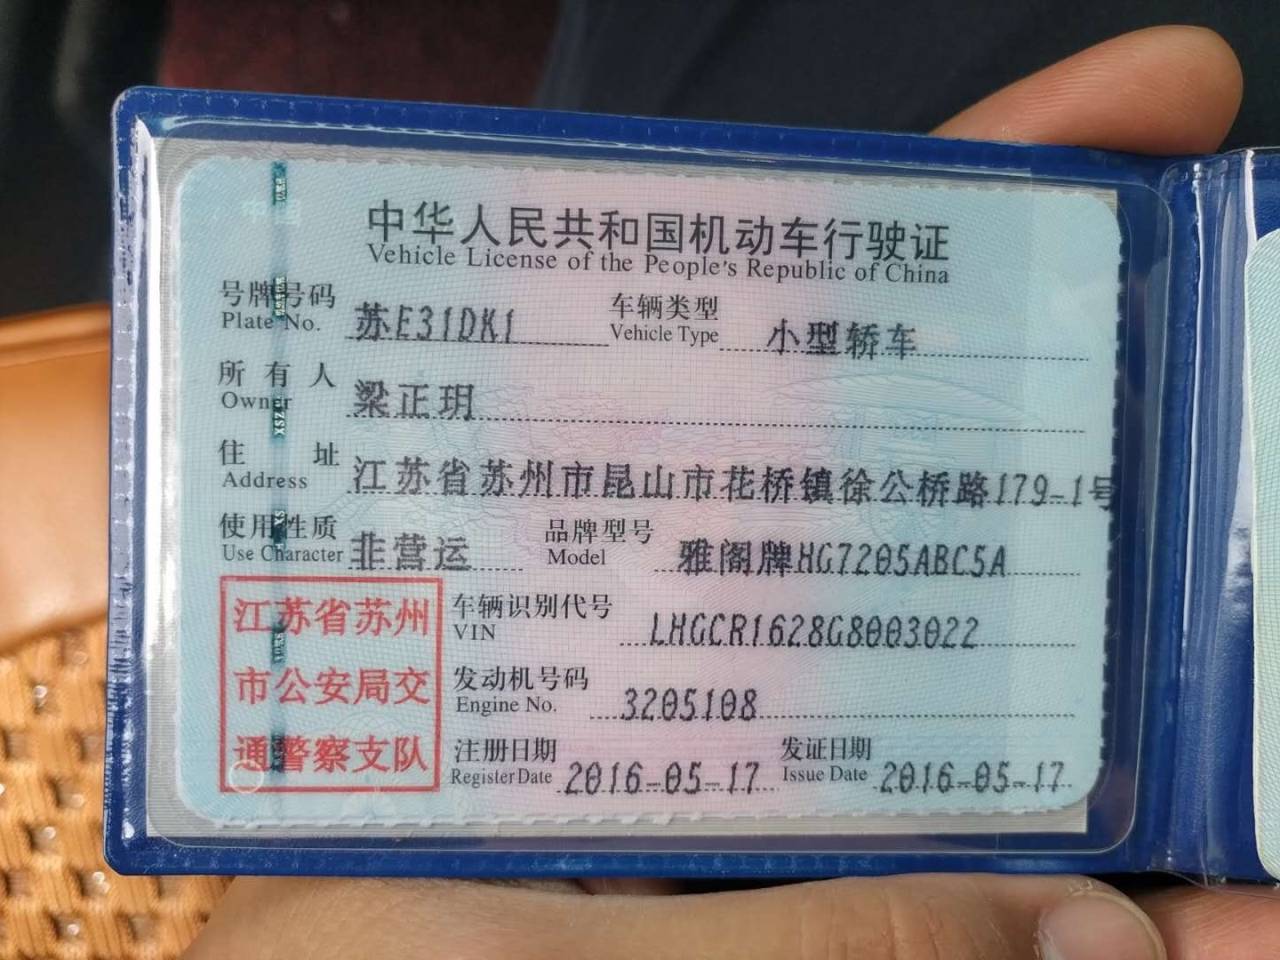 中华人民共和国机动车行驶证
Vehicle License of the People's Republic of China
号牌号码 苏E31DK1 车辆类型 小型轿车
Plate No. Vehicle Type
所有人 梁正玥
Owner
住址 江苏省苏州市昆山市花桥镇徐公桥路179-1号
Address
使用性质 非营运 品牌型号 雅阁牌HG7205ABC5A
Use Character Model
江苏省苏州
市公安局交
通警察支队
车辆识别代号 LHGCR1628G8003022
VIN
发动机号码 3205108
Engine No.
注册日期 2016-05-17 发证日期 2016-05-17
Register Date Issue Date